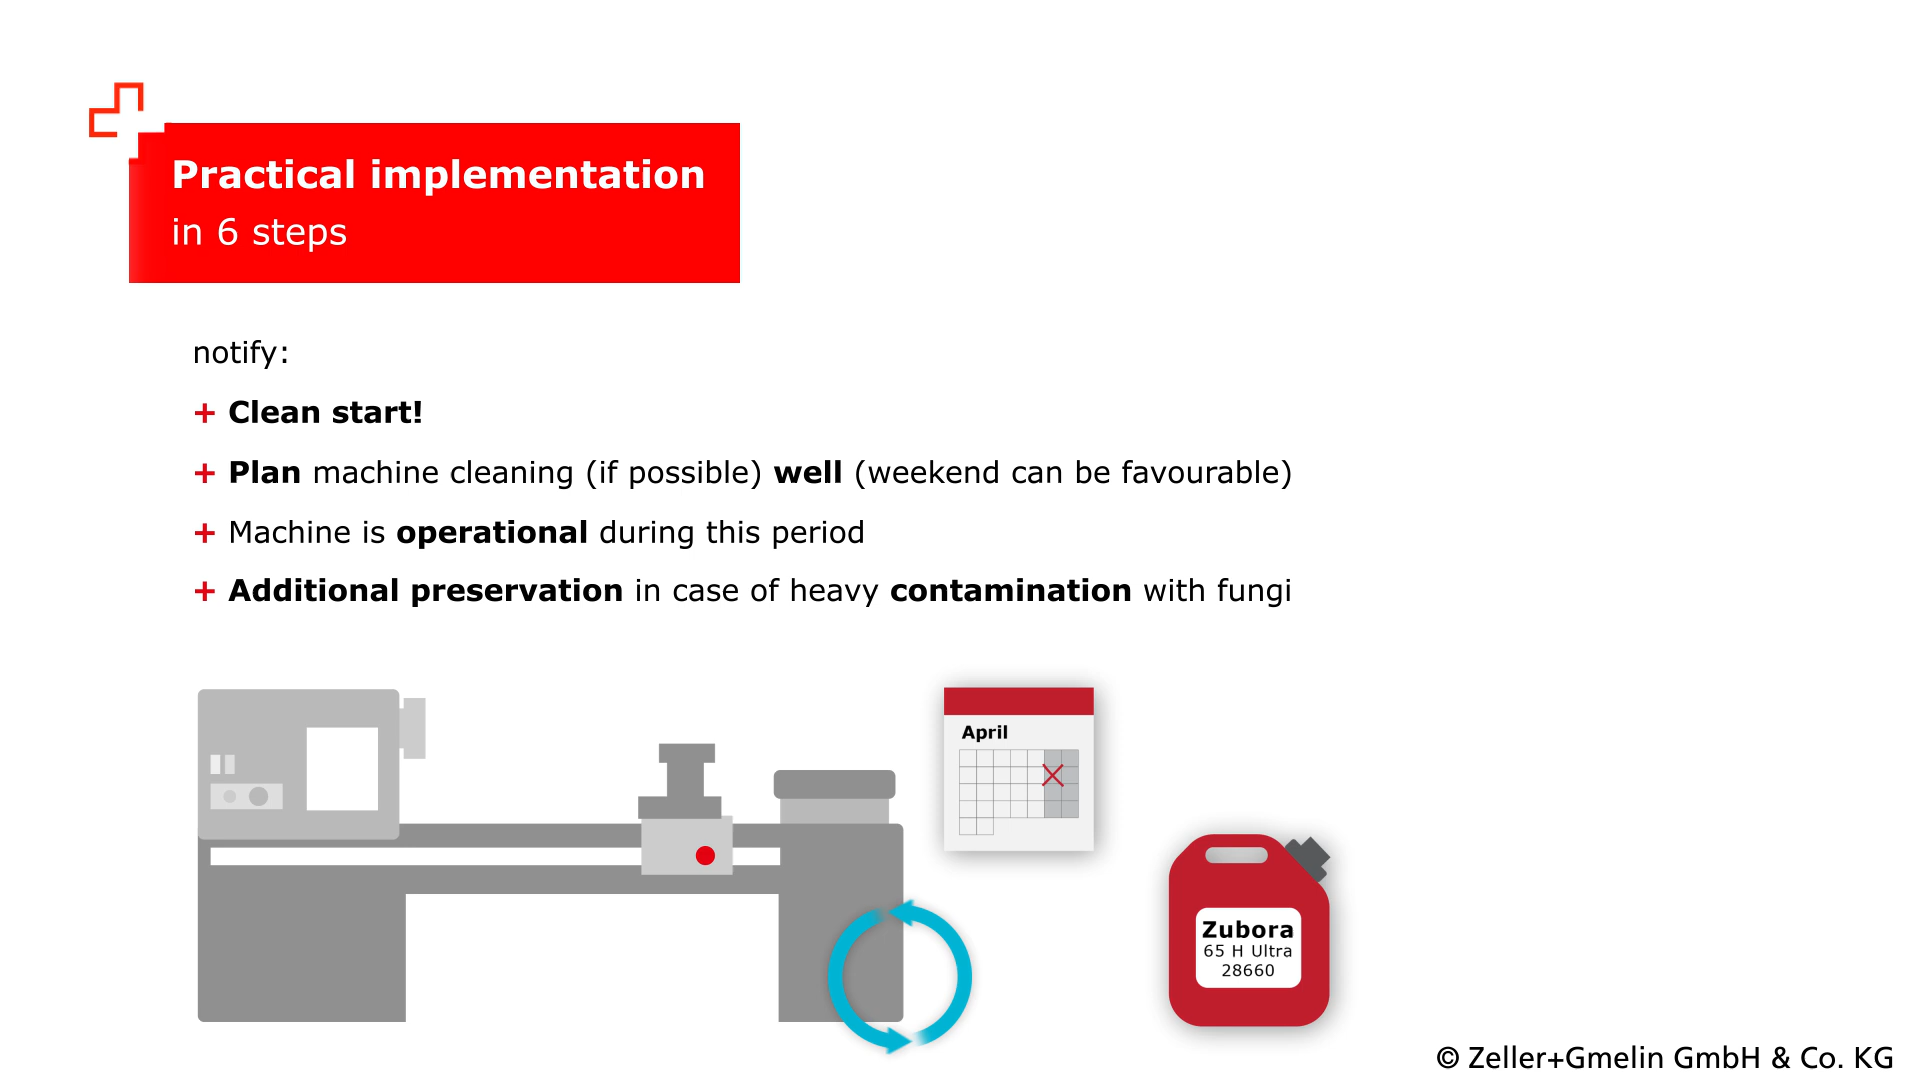 Practical implementation
in 6 steps
notify:
+ Clean start!
+ Plan machine cleaning (if possible) well (weekend can be favourable)
+ Machine is operational during this period
+ Additional preservation in case of heavy contamination with fungi
April
Zubora
65 H Ultra
28660
© Zeller+Gmelin GmbH & Co. KG